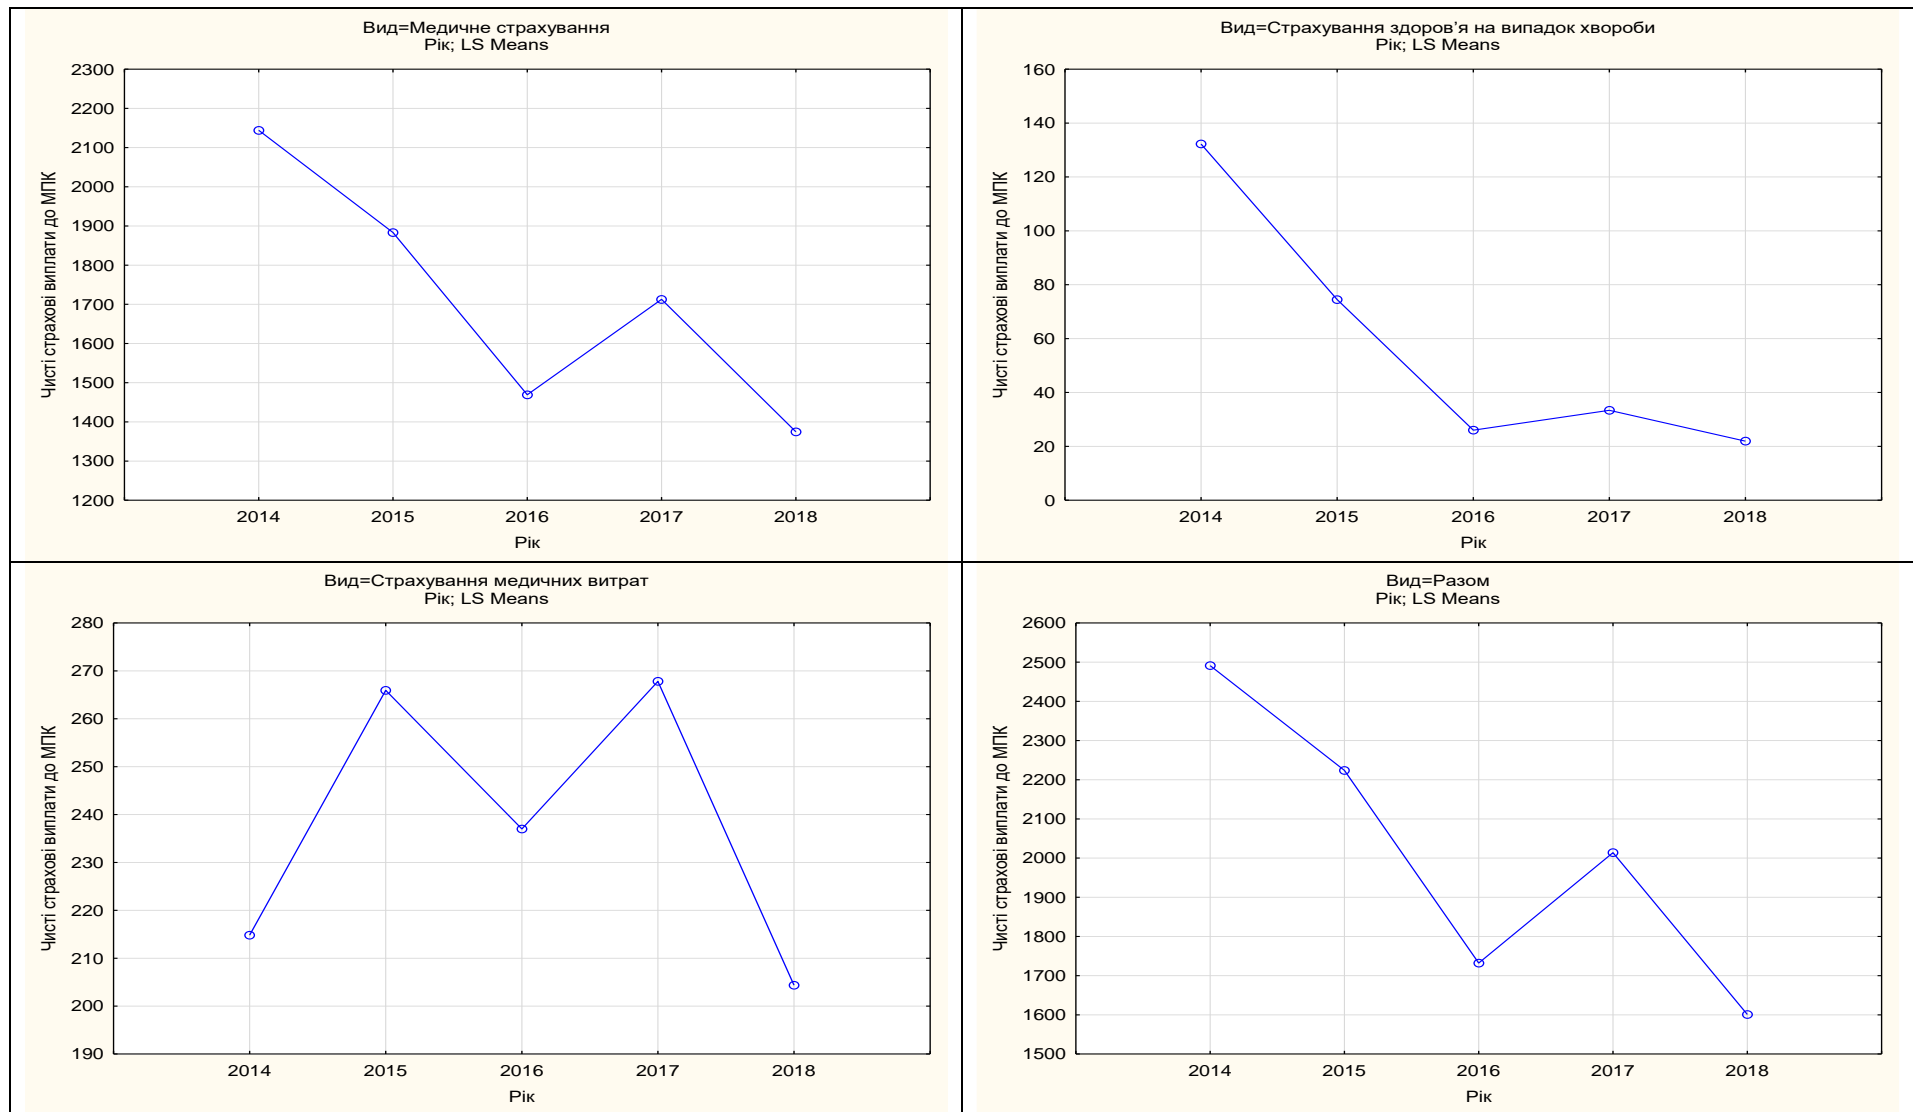 Вид=Медичне страхування
Рік; LS Means
Чисті страхові виплати до МПК
2300
2200
2100
2000
1900
1800
1700
1600
1500
1400
1300
1200
2014 2015 2016 2017 2018
Рік
Вид=Страхування здоров’я на випадок хвороби
Рік; LS Means
Чисті страхові виплати до МПК
160
140
120
100
80
60
40
20
0
2014 2015 2016 2017 2018
Рік
Вид=Страхування медичних витрат
Рік; LS Means
Чисті страхові виплати до МПК
280
270
260
250
240
230
220
210
200
190
2014 2015 2016 2017 2018
Рік
Вид=Разом
Рік; LS Means
Чисті страхові виплати до МПК
2600
2500
2400
2300
2200
2100
2000
1900
1800
1700
1600
1500
2014 2015 2016 2017 2018
Рік